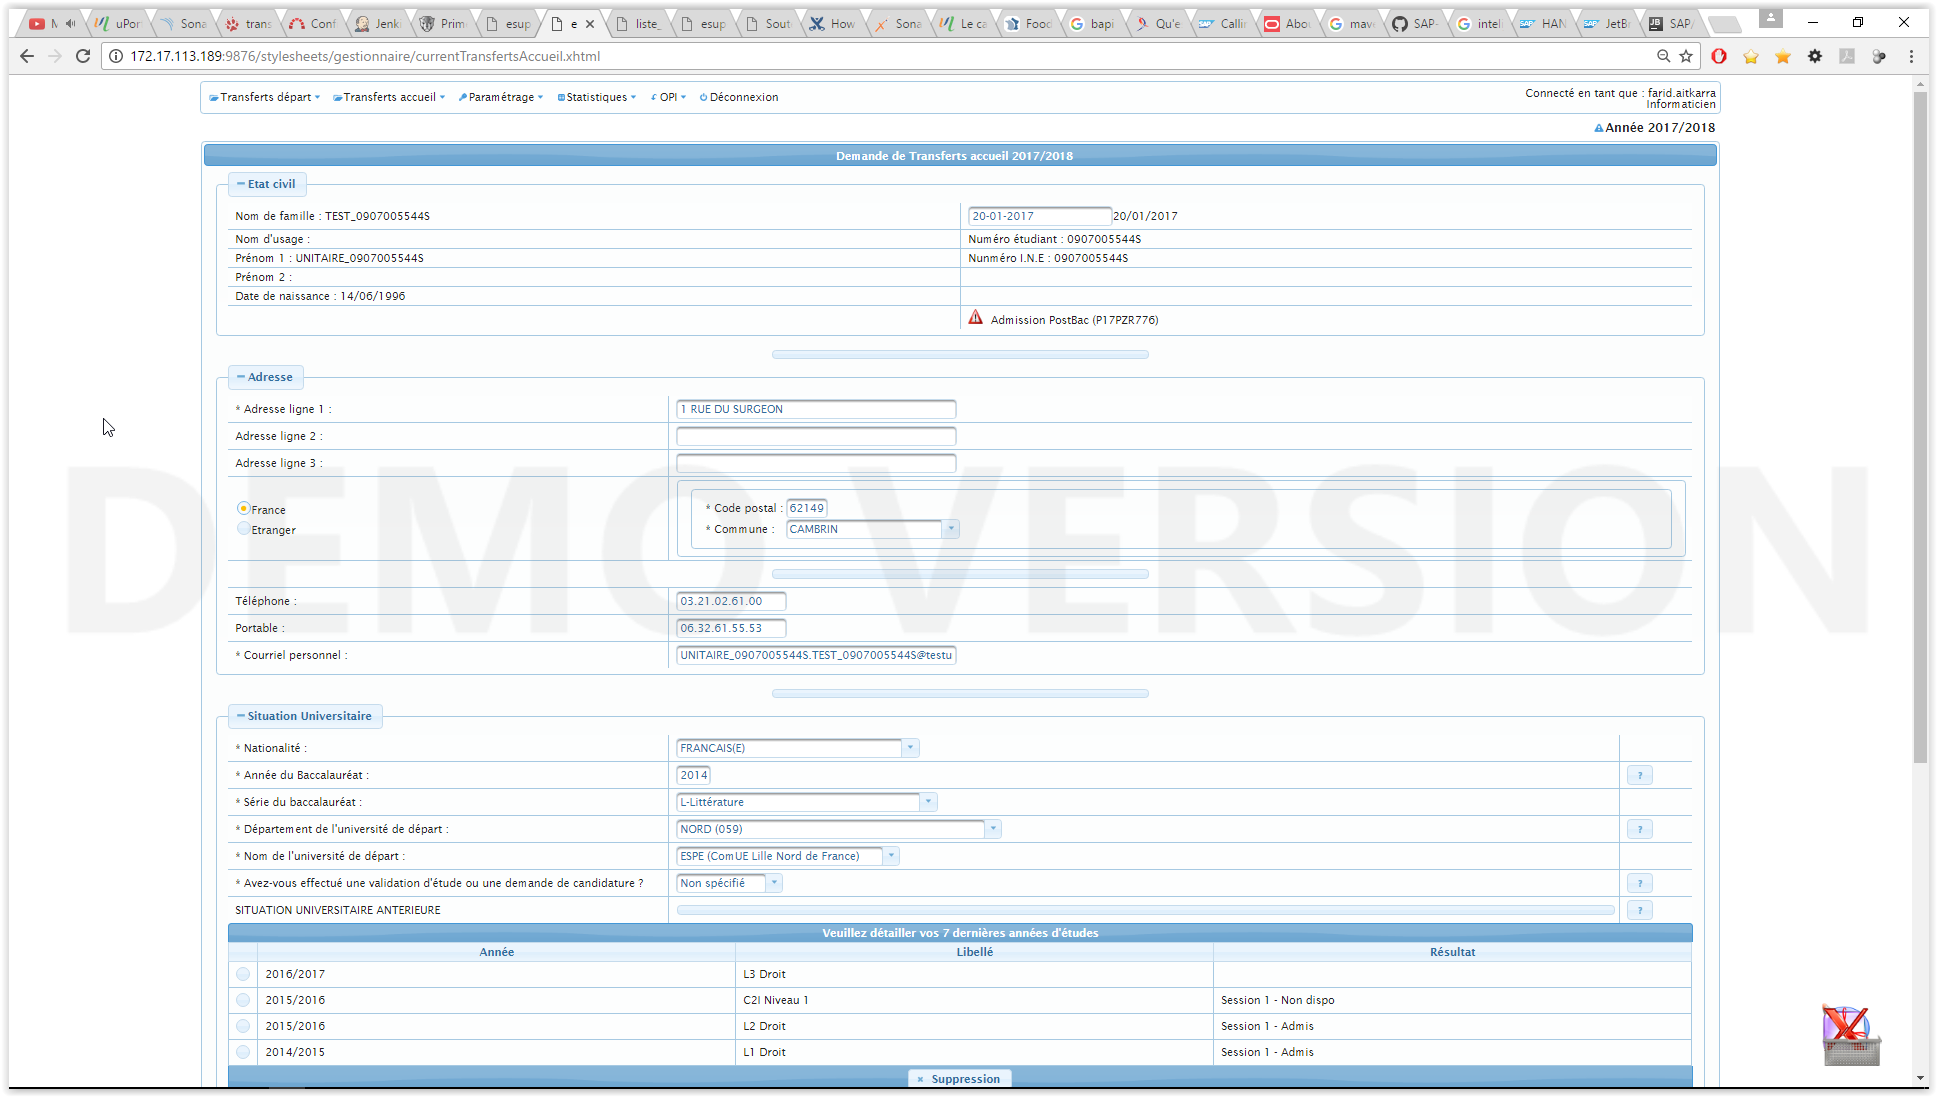 M uPor Sona trans Conf Jenki Prime esup e liste_ esup Sout How Sona Le ca Food bapi Qu'e Callin Abou mave SAP- inteli HAN JetBr SAP/
172.17.113.189:9876/stylesheets/gestionnaire/currentTransfertsAccueil.xhtml
Transferts départ Transferts accueil Paramétrage Statistiques OPI Déconnexion
Connecté en tant que : farid.aitkarra
Informaticien
Année 2017/2018
Demande de Transferts accueil 2017/2018
Etat civil
Nom de famille : TEST_0907005544S
20-01-2017 20/01/2017
Nom d'usage :
Numéro étudiant : 0907005544S
Prénom 1 : UNITAIRE_0907005544S
Nunméro I.N.E : 0907005544S
Prénom 2 :
Date de naissance : 14/06/1996
Admission PostBac (P17PZR776)
Adresse
* Adresse ligne 1 : 1 RUE DU SURGEON
Adresse ligne 2 :
Adresse ligne 3 :
DEMO VERSION
France
Etranger
* Code postal : 62149
* Commune : CAMBRIN
Téléphone : 03.21.02.61.00
Portable : 06.32.61.55.53
* Courriel personnel : UNITAIRE_0907005544S.TEST_0907005544S@testu
Situation Universitaire
* Nationalité : FRANCAIS(E)
* Année du Baccalauréat : 2014 ?
* Série du baccalauréat : L-Littérature
* Département de l'université de départ : NORD (059) ?
* Nom de l'université de départ : ESPE (ComUE Lille Nord de France)
* Avez-vous effectué une validation d'étude ou une demande de candidature ? Non spécifié ?
SITUATION UNIVERSITAIRE ANTERIEURE ?
Veuillez détailler vos 7 dernières années d'études
Année Libellé Résultat
2016/2017 L3 Droit
2015/2016 C2I Niveau 1 Session 1 - Non dispo
2015/2016 L2 Droit Session 1 - Admis
2014/2015 L1 Droit Session 1 - Admis
Suppression